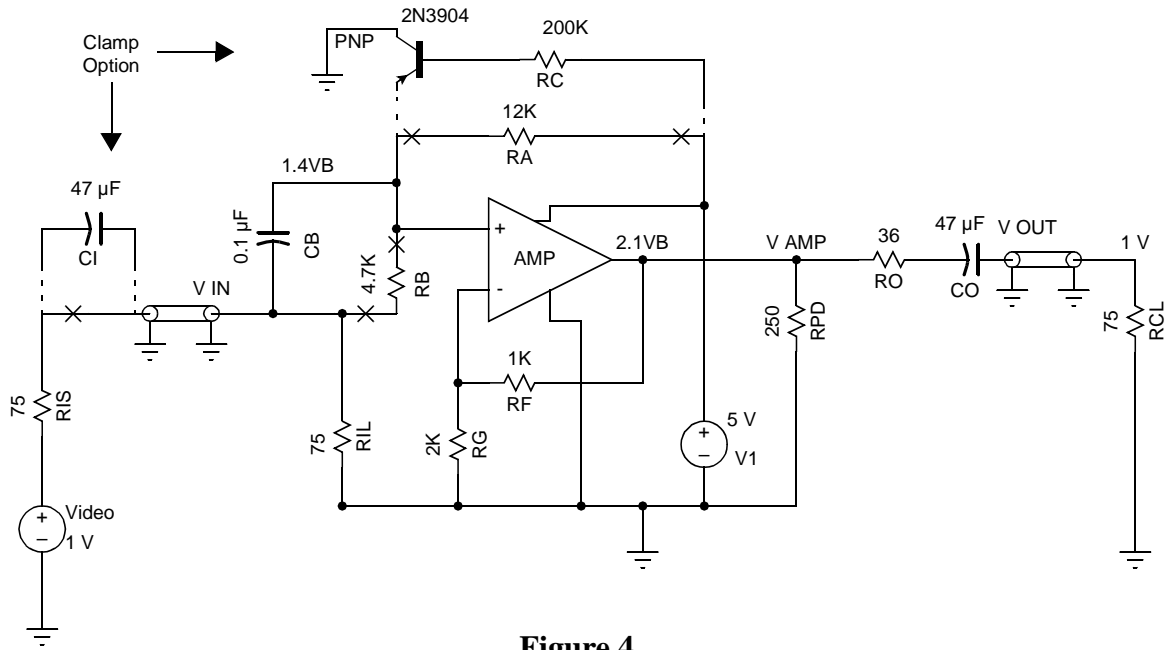 2N3904
PNP
200K
RC
Clamp
Option
12K
RA
1.4VB
47 µF
CI
0.1 µF
CB
V IN
4.7K
RB
+
-
AMP
2.1VB
V AMP
36
RO
47 µF
CO
V OUT
1 V
250
RPD
75
RCL
1K
RF
75
RIS
75
RIL
2K
RG
+
−
5 V
V1
Video
+
−
1 V
Figure 4